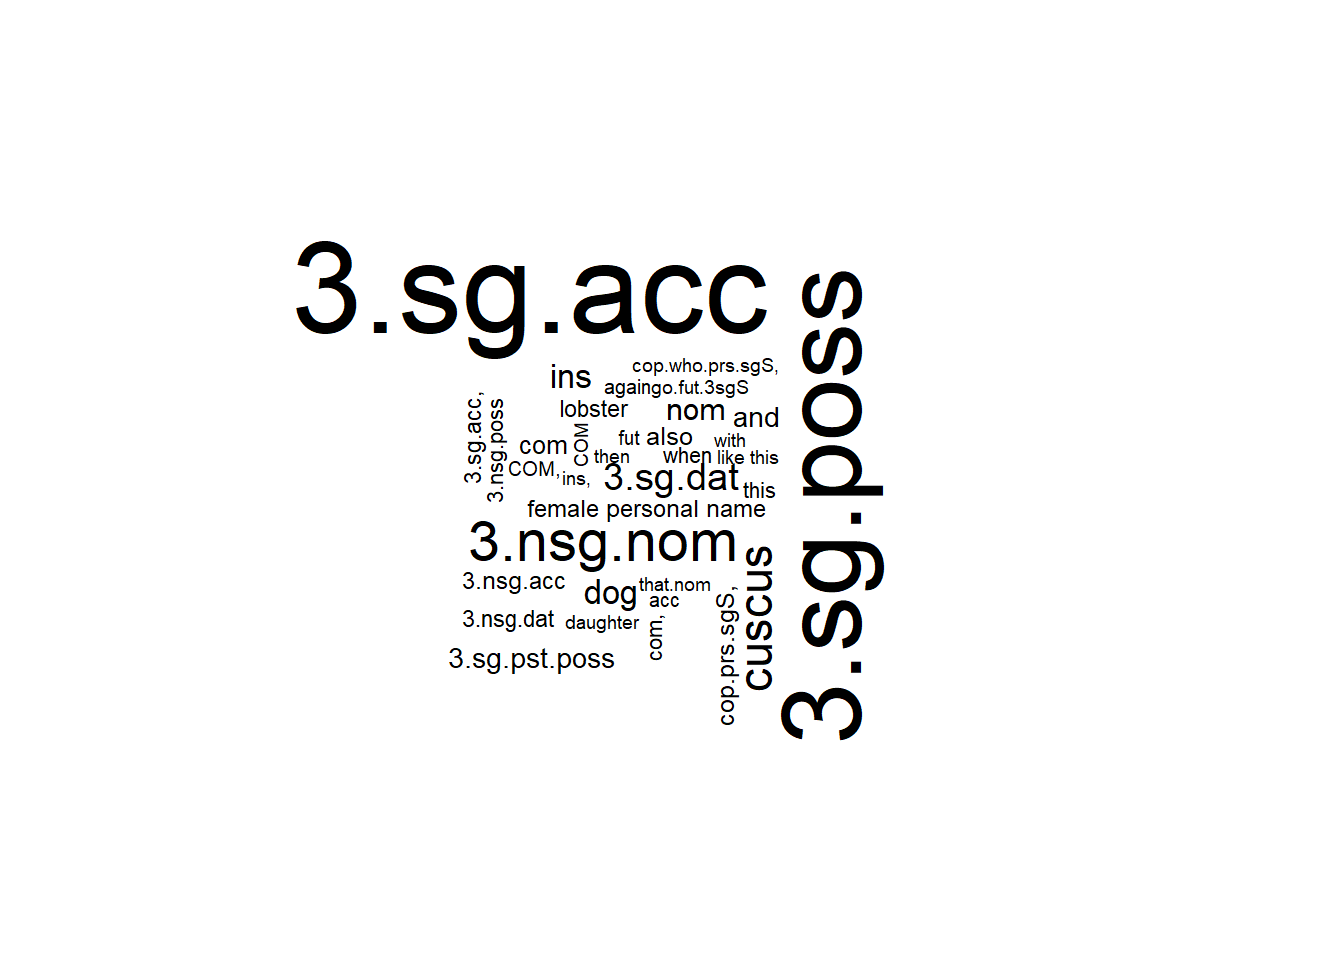 3.sg.acc
3.sg.poss
cop.who.prs.sgS,
ins
againgo.fut.3sgS
lobster
nom
and
3.sg.acc,
3.nsg.poss
com
COM
fut
also
with
then
when
like this
COM,
ins,
3.sg.dat
this
female personal name
3.nsg.nom
cuscus
3.nsg.acc
dog
that.nom
acc
cop.prs.sgS,
3.nsg.dat
daughter
com,
3.sg.pst.poss